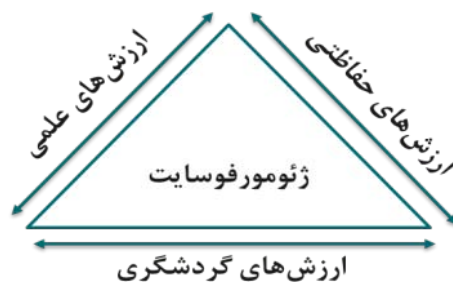 ارزش‌های حفاظتی
ارزش‌های علمی
ژئومورفوسایت
ارزش‌های گردشگری